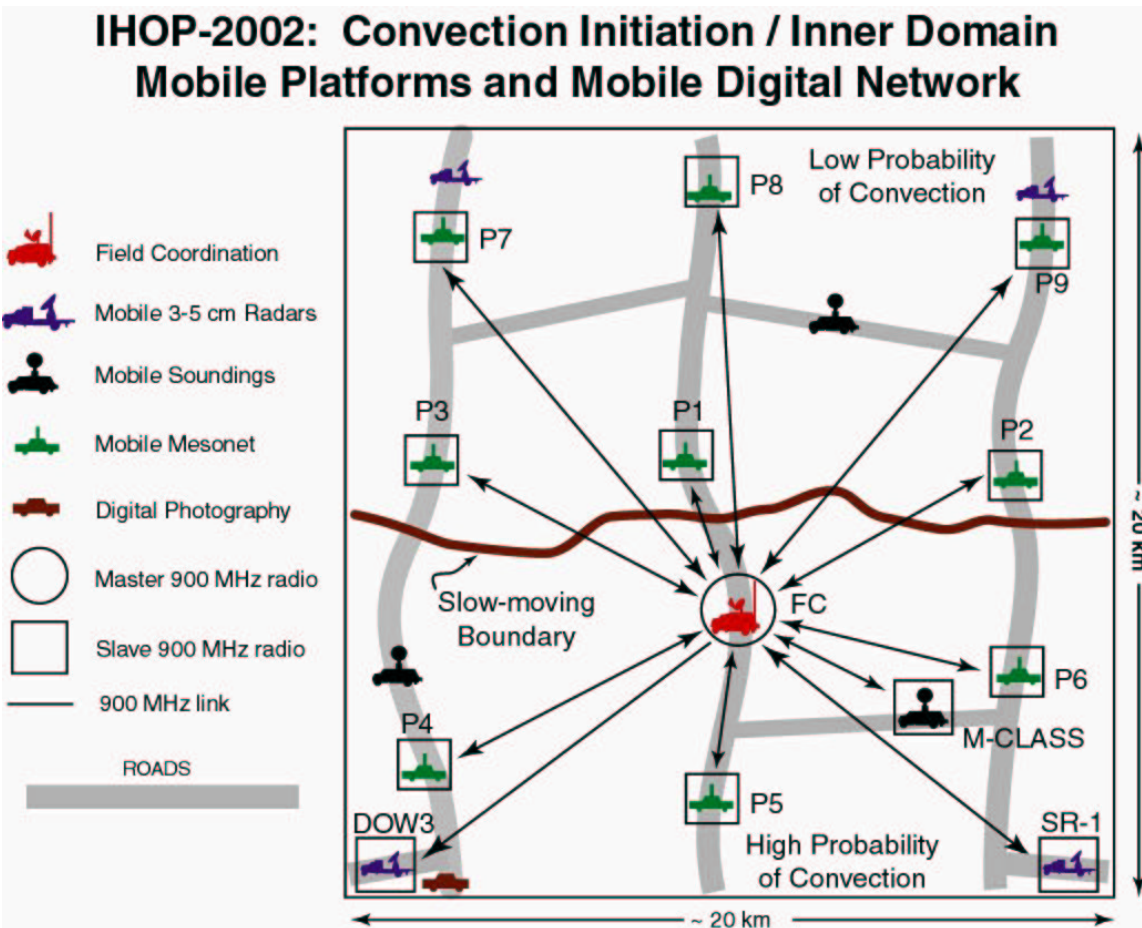 IHOP-2002: Convection Initiation / Inner Domain
Mobile Platforms and Mobile Digital Network
Field Coordination
Mobile 3-5 cm Radars
Mobile Soundings
Mobile Mesonet
Digital Photography
Master 900 MHz radio
Slave 900 MHz radio
900 MHz link
ROADS
Low Probability
of Convection
P8
P7
P9
P3
P1
P2
Slow-moving
Boundary
FC
P6
M-CLASS
P4
P5
DOW3
SR-1
High Probability
of Convection
~ 20 km
~ 20 km